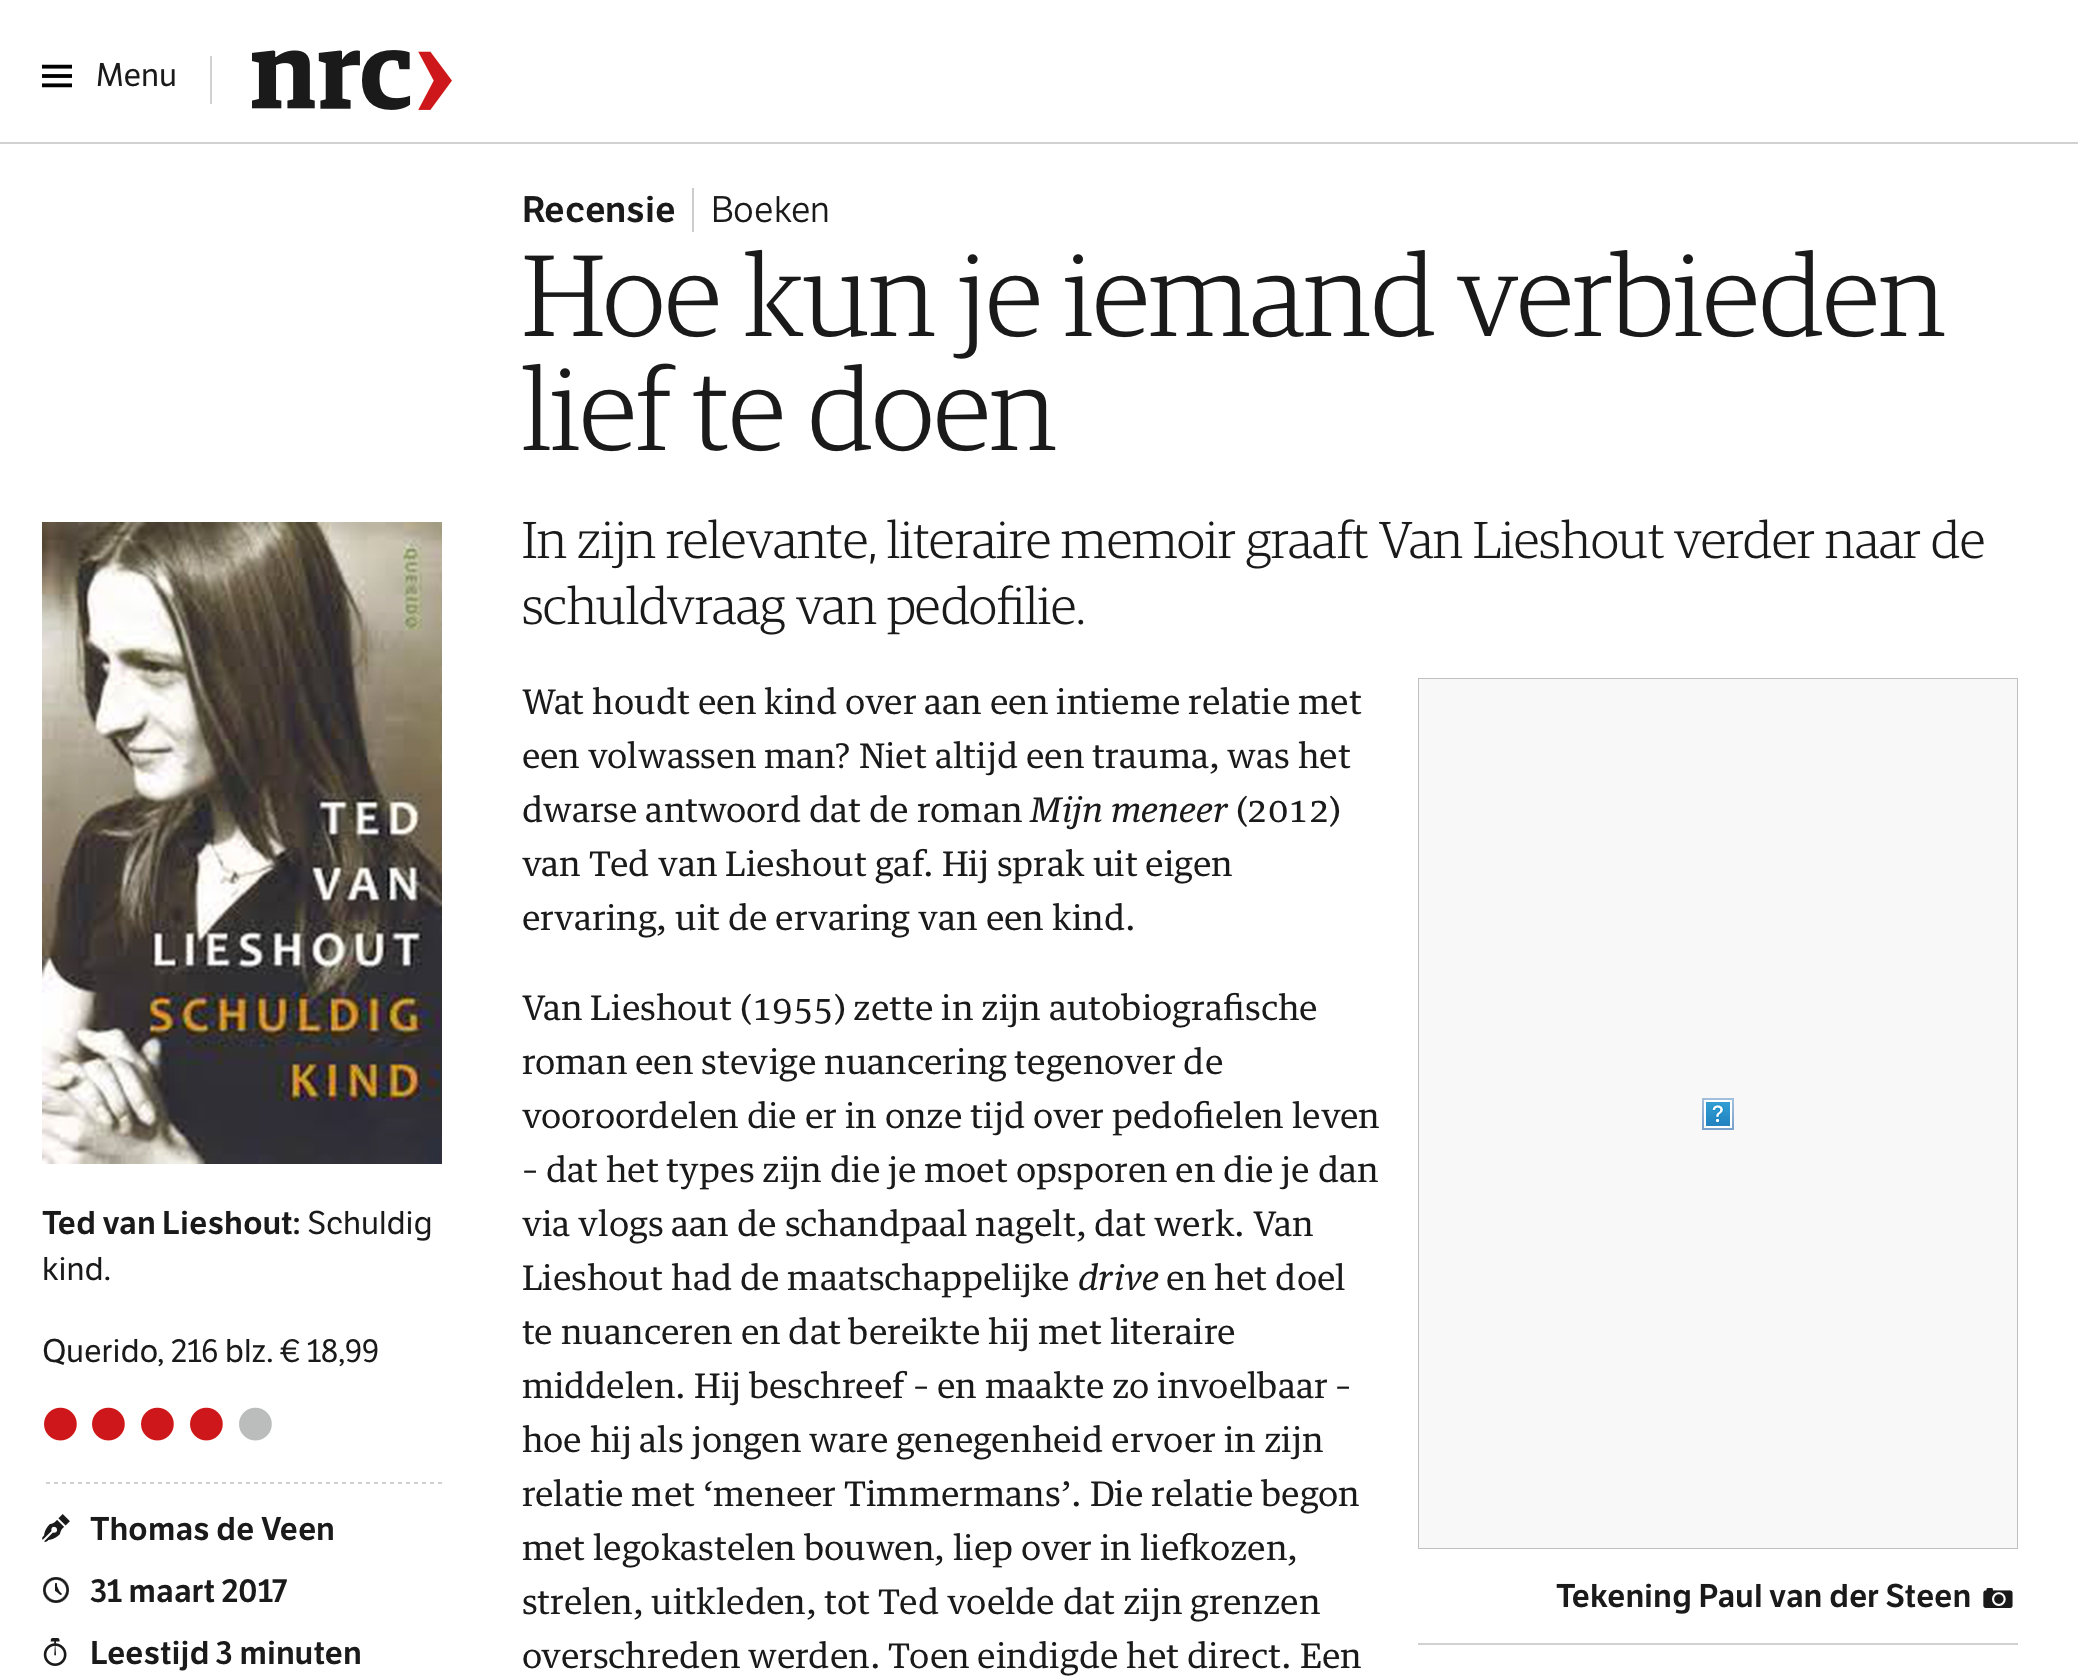 Menu
nrc
Recensie
Boeken
Hoe kun je iemand verbieden
lief te doen
In zijn relevante, literaire memoir graaft Van Lieshout verder naar de
schuldvraag van pedofilie.
QUERIDO
TED
VAN
LIESHOUT
SCHULDIG
KIND
Ted van Lieshout: Schuldig
kind.
Querido, 216 blz. € 18,99
Thomas de Veen
31 maart 2017
Leestijd 3 minuten
Wat houdt een kind over aan een intieme relatie met
een volwassen man? Niet altijd een trauma, was het
dwarse antwoord dat de roman Mijn meneer (2012)
van Ted van Lieshout gaf. Hij sprak uit eigen
ervaring, uit de ervaring van een kind.
Van Lieshout (1955) zette in zijn autobiografische
roman een stevige nuancering tegenover de
vooroordelen die er in onze tijd over pedofielen leven
– dat het types zijn die je moet opsporen en die je dan
via vlogs aan de schandpaal nagelt, dat werk. Van
Lieshout had de maatschappelijke drive en het doel
te nuanceren en dat bereikte hij met literaire
middelen. Hij beschreef – en maakte zo invoelbaar –
hoe hij als jongen ware genegenheid ervoer in zijn
relatie met ‘meneer Timmermans’. Die relatie begon
met legokastelen bouwen, liep over in liefkozen,
strelen, uitkleden, tot Ted voelde dat zijn grenzen
overschreden werden. Toen eindigde het direct. Een
?
Tekening Paul van der Steen